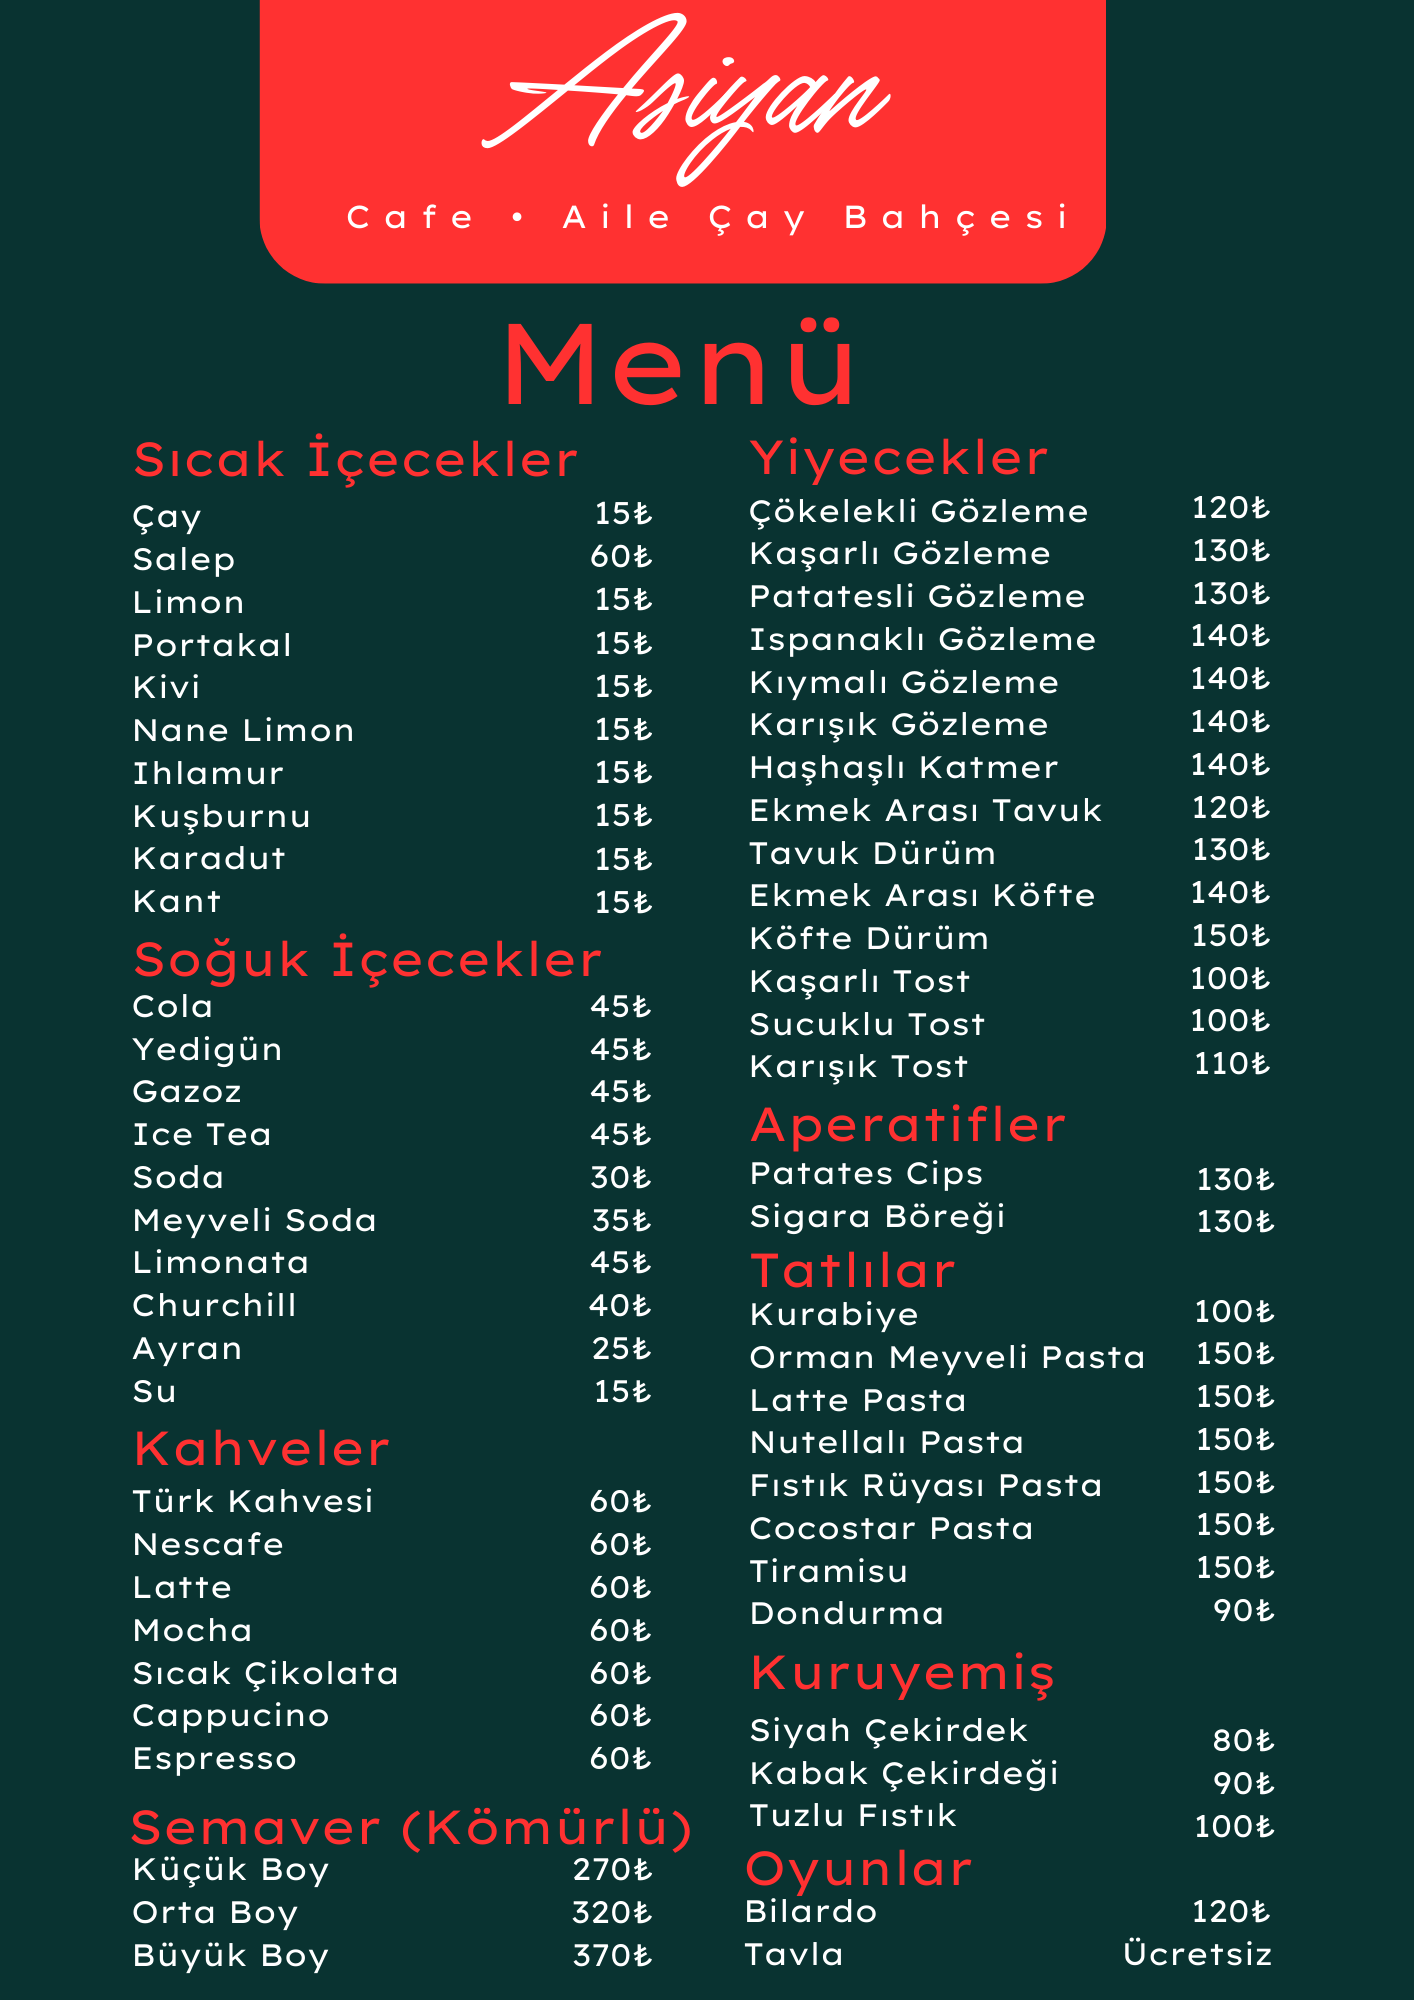 Asiyan
Cafe • Aile Çay Bahçesi
Menü
Sıcak İçecekler
Çay 15₺
Salep 60₺
Limon 15₺
Portakal 15₺
Kivi 15₺
Nane Limon 15₺
Ihlamur 15₺
Kuşburnu 15₺
Karadut 15₺
Kant 15₺
Soğuk İçecekler
Cola 45₺
Yedigün 45₺
Gazoz 45₺
Ice Tea 45₺
Soda 30₺
Meyveli Soda 35₺
Limonata 45₺
Churchill 40₺
Ayran 25₺
Su 15₺
Kahveler
Türk Kahvesi 60₺
Nescafe 60₺
Latte 60₺
Mocha 60₺
Sıcak Çikolata 60₺
Cappucino 60₺
Espresso 60₺
Semaver (Kömürlü)
Küçük Boy 270₺
Orta Boy 320₺
Büyük Boy 370₺
Yiyecekler
Çökelekli Gözleme 120₺
Kaşarlı Gözleme 130₺
Patatesli Gözleme 130₺
Ispanaklı Gözleme 140₺
Kıymalı Gözleme 140₺
Karışık Gözleme 140₺
Haşhaşlı Katmer 140₺
Ekmek Arası Tavuk 120₺
Tavuk Dürüm 130₺
Ekmek Arası Köfte 140₺
Köfte Dürüm 150₺
Kaşarlı Tost 100₺
Sucuklu Tost 100₺
Karışık Tost 110₺
Aperatifler
Patates Cips 130₺
Sigara Böreği 130₺
Tatlılar
Kurabiye 100₺
Orman Meyveli Pasta 150₺
Latte Pasta 150₺
Nutellalı Pasta 150₺
Fıstık Rüyası Pasta 150₺
Cocostar Pasta 150₺
Tiramisu 150₺
Dondurma 90₺
Kuruyemiş
Siyah Çekirdek 80₺
Kabak Çekirdeği 90₺
Tuzlu Fıstık 100₺
Oyunlar
Bilardo 120₺
Tavla Ücretsiz